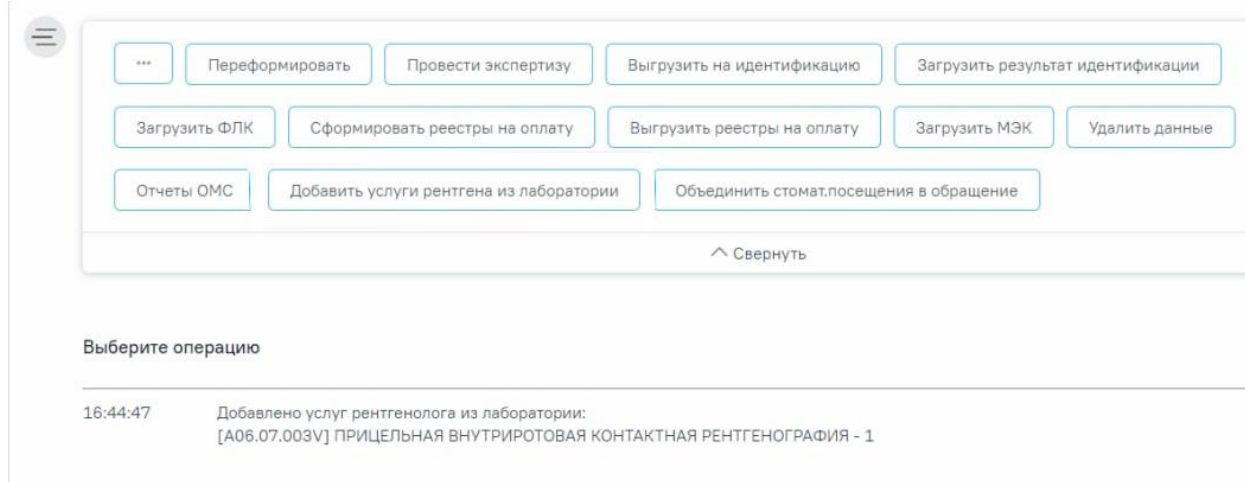 ... Переформировать Провести экспертизу Выгрузить на идентификацию Загрузить результат идентификации
Загрузить ФЛК Сформировать реестры на оплату Выгрузить реестры на оплату Загрузить МЭК Удалить данные
Отчеты ОМС Добавить услуги рентгена из лаборатории Объединить стомат.посещения в обращение
Свернуть
Выберите операцию
16:44:47 Добавлено услуг рентгенолога из лаборатории:
[A06.07.003V] ПРИЦЕЛЬНАЯ ВНУТРИРОТОВАЯ КОНТАКТНАЯ РЕНТГЕНОГРАФИЯ - 1